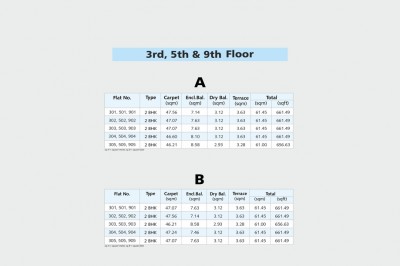 3rd, 5th & 9th Floor
A
Flat No. Type Carpet (sqm) Encl.Bal. (sqm) Dry Bal. (sqm) Terrace (sqm) Total (sqm) (sqft)
301, 501, 901 2 BHK 47.56 7.14 3.12 3.63 61.45 661.49
302, 502, 902 2 BHK 47.07 7.63 3.12 3.63 61.45 661.49
303, 503, 903 2 BHK 47.07 7.63 3.12 3.63 61.45 661.49
304, 504, 904 2 BHK 46.60 8.10 3.12 3.63 61.45 661.49
305, 505, 905 2 BHK 46.21 8.58 2.93 3.28 61.00 656.63
B
Flat No. Type Carpet (sqm) Encl.Bal. (sqm) Dry Bal. (sqm) Terrace (sqm) Total (sqm) (sqft)
301, 501, 901 2 BHK 47.07 7.63 3.12 3.63 61.45 661.49
302, 502, 902 2 BHK 47.56 7.14 3.12 3.63 61.45 661.49
303, 503, 903 2 BHK 46.21 8.58 2.93 3.28 61.00 656.63
304, 504, 904 2 BHK 47.24 7.46 3.12 3.63 61.45 661.49
305, 505, 905 2 BHK 47.07 7.63 3.12 3.63 61.45 661.49